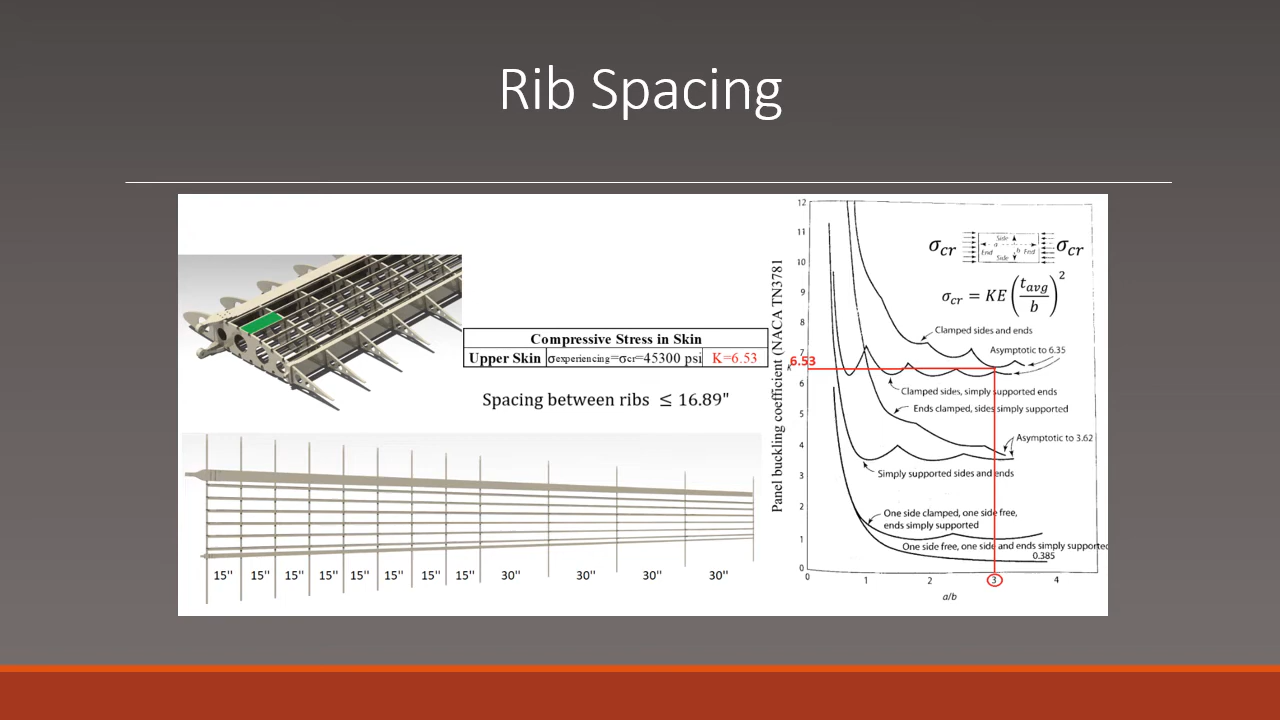 Rib Spacing
Compressive Stress in Skin
Upper Skin σexperiencing=σcr=45300 psi K=6.53
Spacing between ribs ≤ 16.89"
15" 15" 15" 15" 15" 15" 15" 15" 30" 30" 30" 30"
Panel buckling coefficient (NACA TN3781
12
11
10
9
8
7
6
5
4
3
2
1
0
6.53
K
σcr
Side
a
b
End
End
Side
σcr
σcr = KE (tavg/b)2
Clamped sides and ends
Asymptotic to 6.35
Clamped sides, simply supported ends
Ends clamped, sides simply supported
Asymptotic to 3.62
Simply supported sides and ends
One side clamped, one side free,
ends simply supported
One side free, one side and ends simply supported
0.385
0 1 2 3 4
a/b